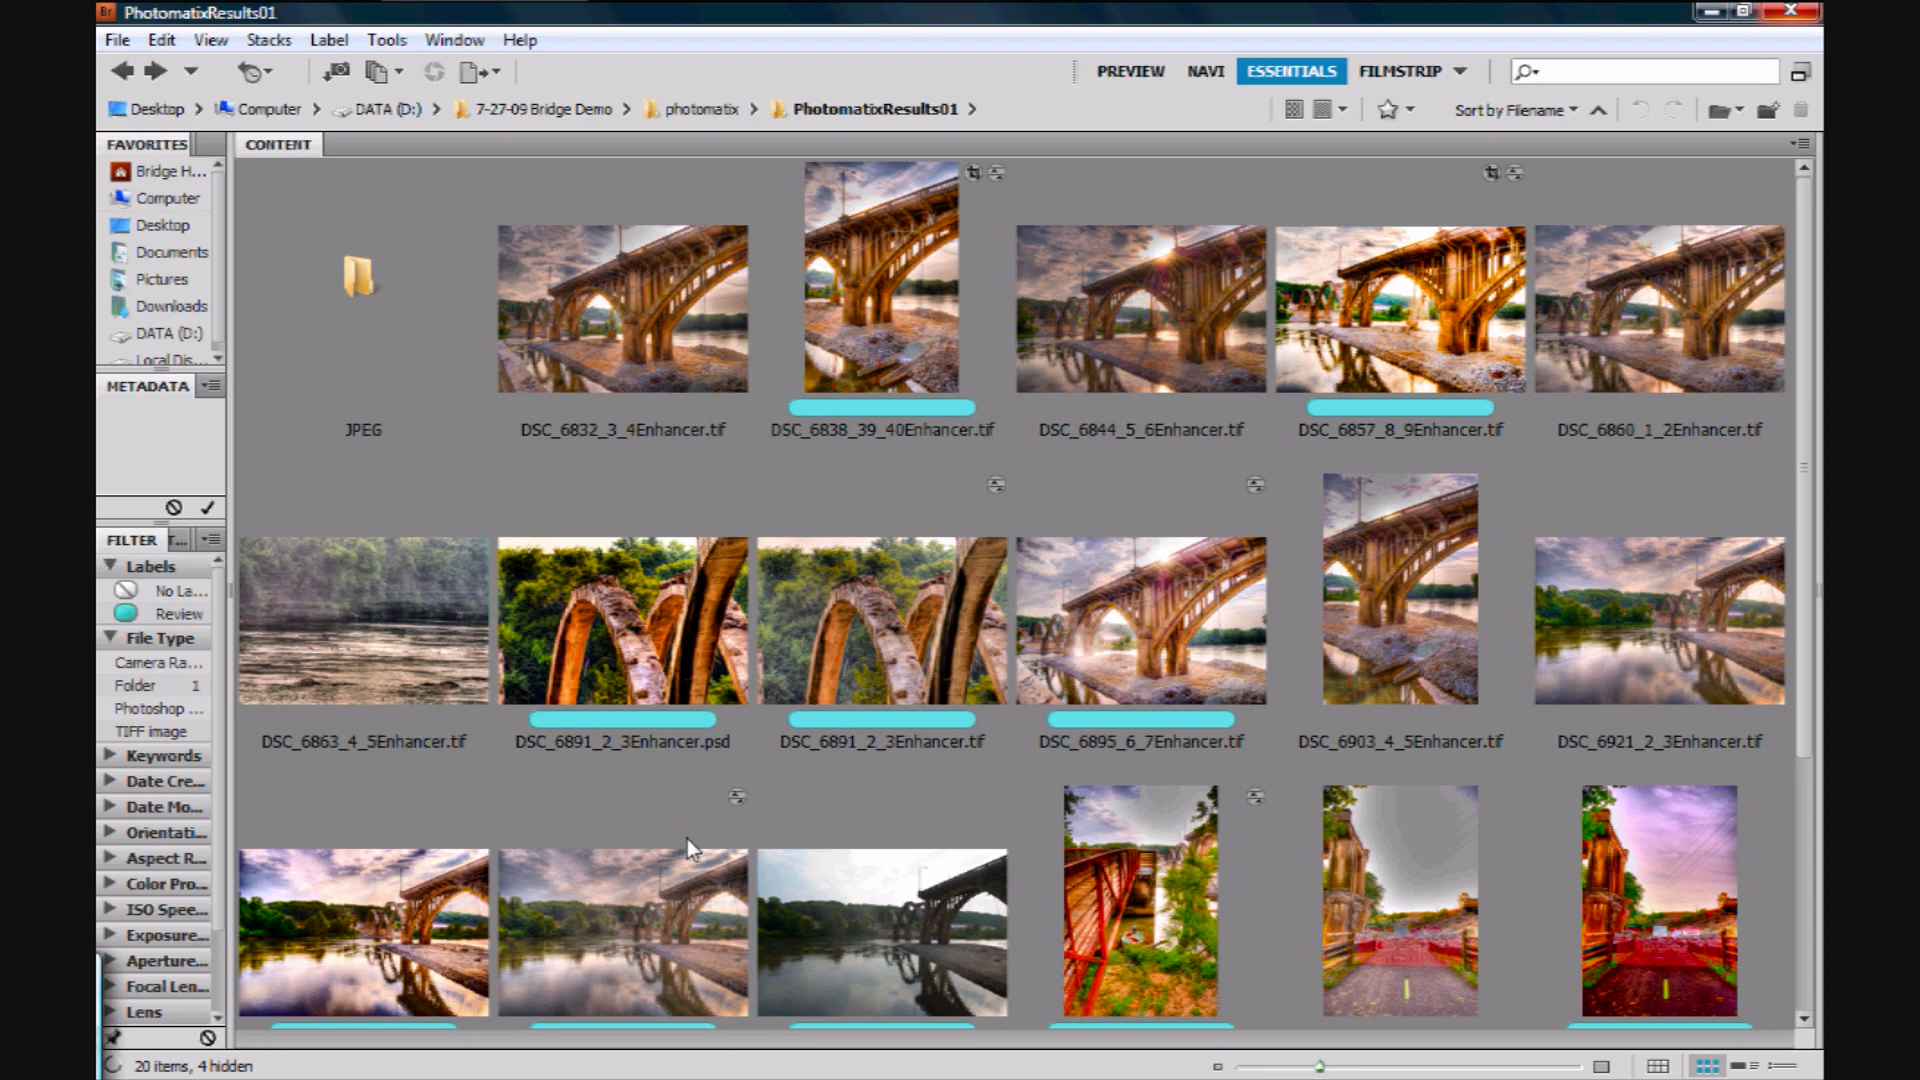 Br PhotomatixResults01
File Edit View Stacks Label Tools Window Help
PREVIEW NAVI ESSENTIALS FILMSTRIP
Desktop Computer DATA (D:) 7-27-09 Bridge Demo photomatix PhotomatixResults01
Sort by Filename
FAVORITES
Bridge H...
Computer
Desktop
Documents
Pictures
Downloads
DATA (D:)
Local Dis...
METADATA
FILTER T...
Labels
No La...
Review
File Type
Camera Ra...
Folder 1
Photoshop ...
TIFF image
Keywords
Date Cre...
Date Mo...
Orientati...
Aspect R...
Color Pro...
ISO Spee...
Exposure...
Aperture...
Focal Len...
Lens
CONTENT
JPEG
DSC_6832_3_4Enhancer.tif
DSC_6838_39_40Enhancer.tif
DSC_6844_5_6Enhancer.tif
DSC_6857_8_9Enhancer.tif
DSC_6860_1_2Enhancer.tif
DSC_6863_4_5Enhancer.tif
DSC_6891_2_3Enhancer.psd
DSC_6891_2_3Enhancer.tif
DSC_6895_6_7Enhancer.tif
DSC_6903_4_5Enhancer.tif
DSC_6921_2_3Enhancer.tif
20 items, 4 hidden